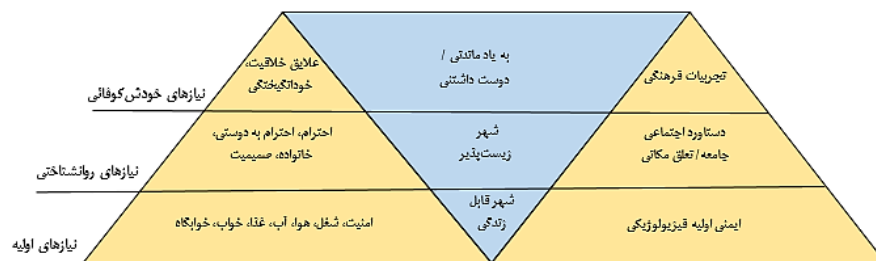 علایق خلاقیت،
خودانگیختگی
به یاد ماندنی /
دوست داشتنی
تجربیات فرهنگی
نیازهای خودشکوفائی
احترام، احترام به دوستی،
خانواده، صمیمیت
شهر
زیست‌پذیر
دستاورد اجتماعی
جامعه / تعلق مکانی
نیازهای روانشناختی
امنیت، شغل، هوا، آب، غذا، خواب، خوابگاه
شهر قابل
زندگی
ایمنی اولیه فیزیولوژیکی
نیازهای اولیه